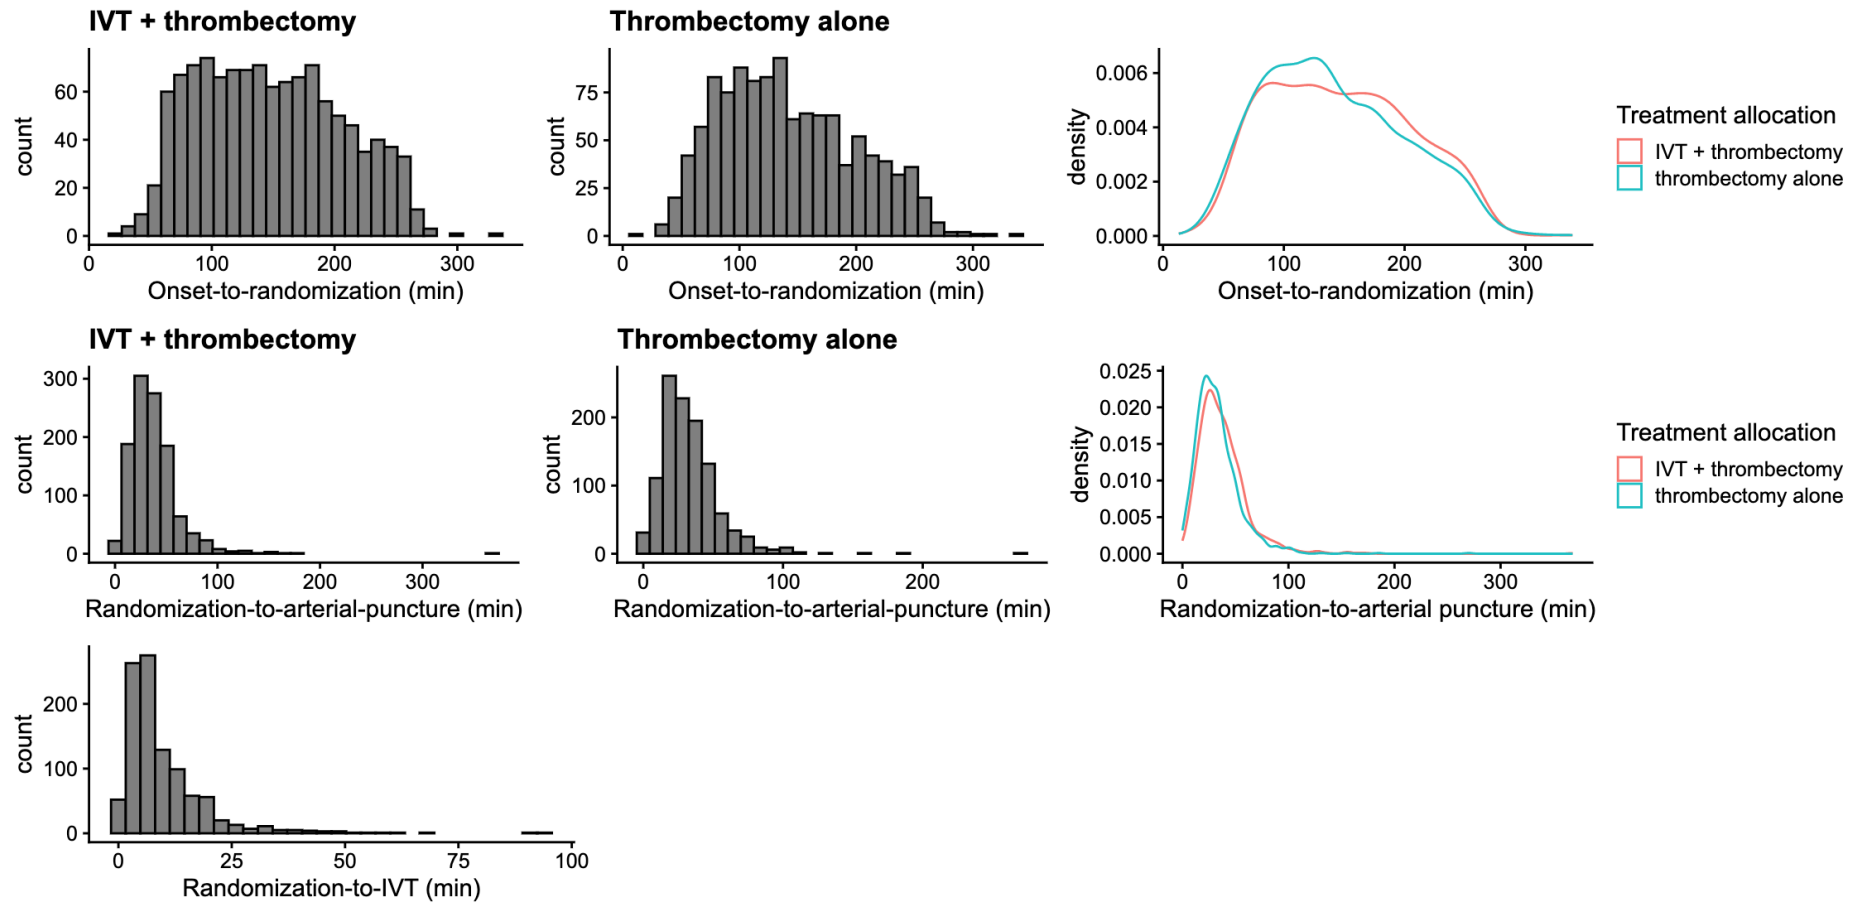 IVT + thrombectomy
60
40
20
0
count
0 100 200 300
Onset-to-randomization (min)
Thrombectomy alone
75
50
25
0
count
0 100 200 300
Onset-to-randomization (min)
0.006
0.004
0.002
0.000
density
0 100 200 300
Onset-to-randomization (min)
Treatment allocation
IVT + thrombectomy
thrombectomy alone
IVT + thrombectomy
300
200
100
0
count
0 100 200 300
Randomization-to-arterial-puncture (min)
Thrombectomy alone
200
100
0
count
0 100 200
Randomization-to-arterial-puncture (min)
0.025
0.020
0.015
0.010
0.005
0.000
density
0 100 200 300
Randomization-to-arterial puncture (min)
Treatment allocation
IVT + thrombectomy
thrombectomy alone
200
100
0
count
0 25 50 75 100
Randomization-to-IVT (min)